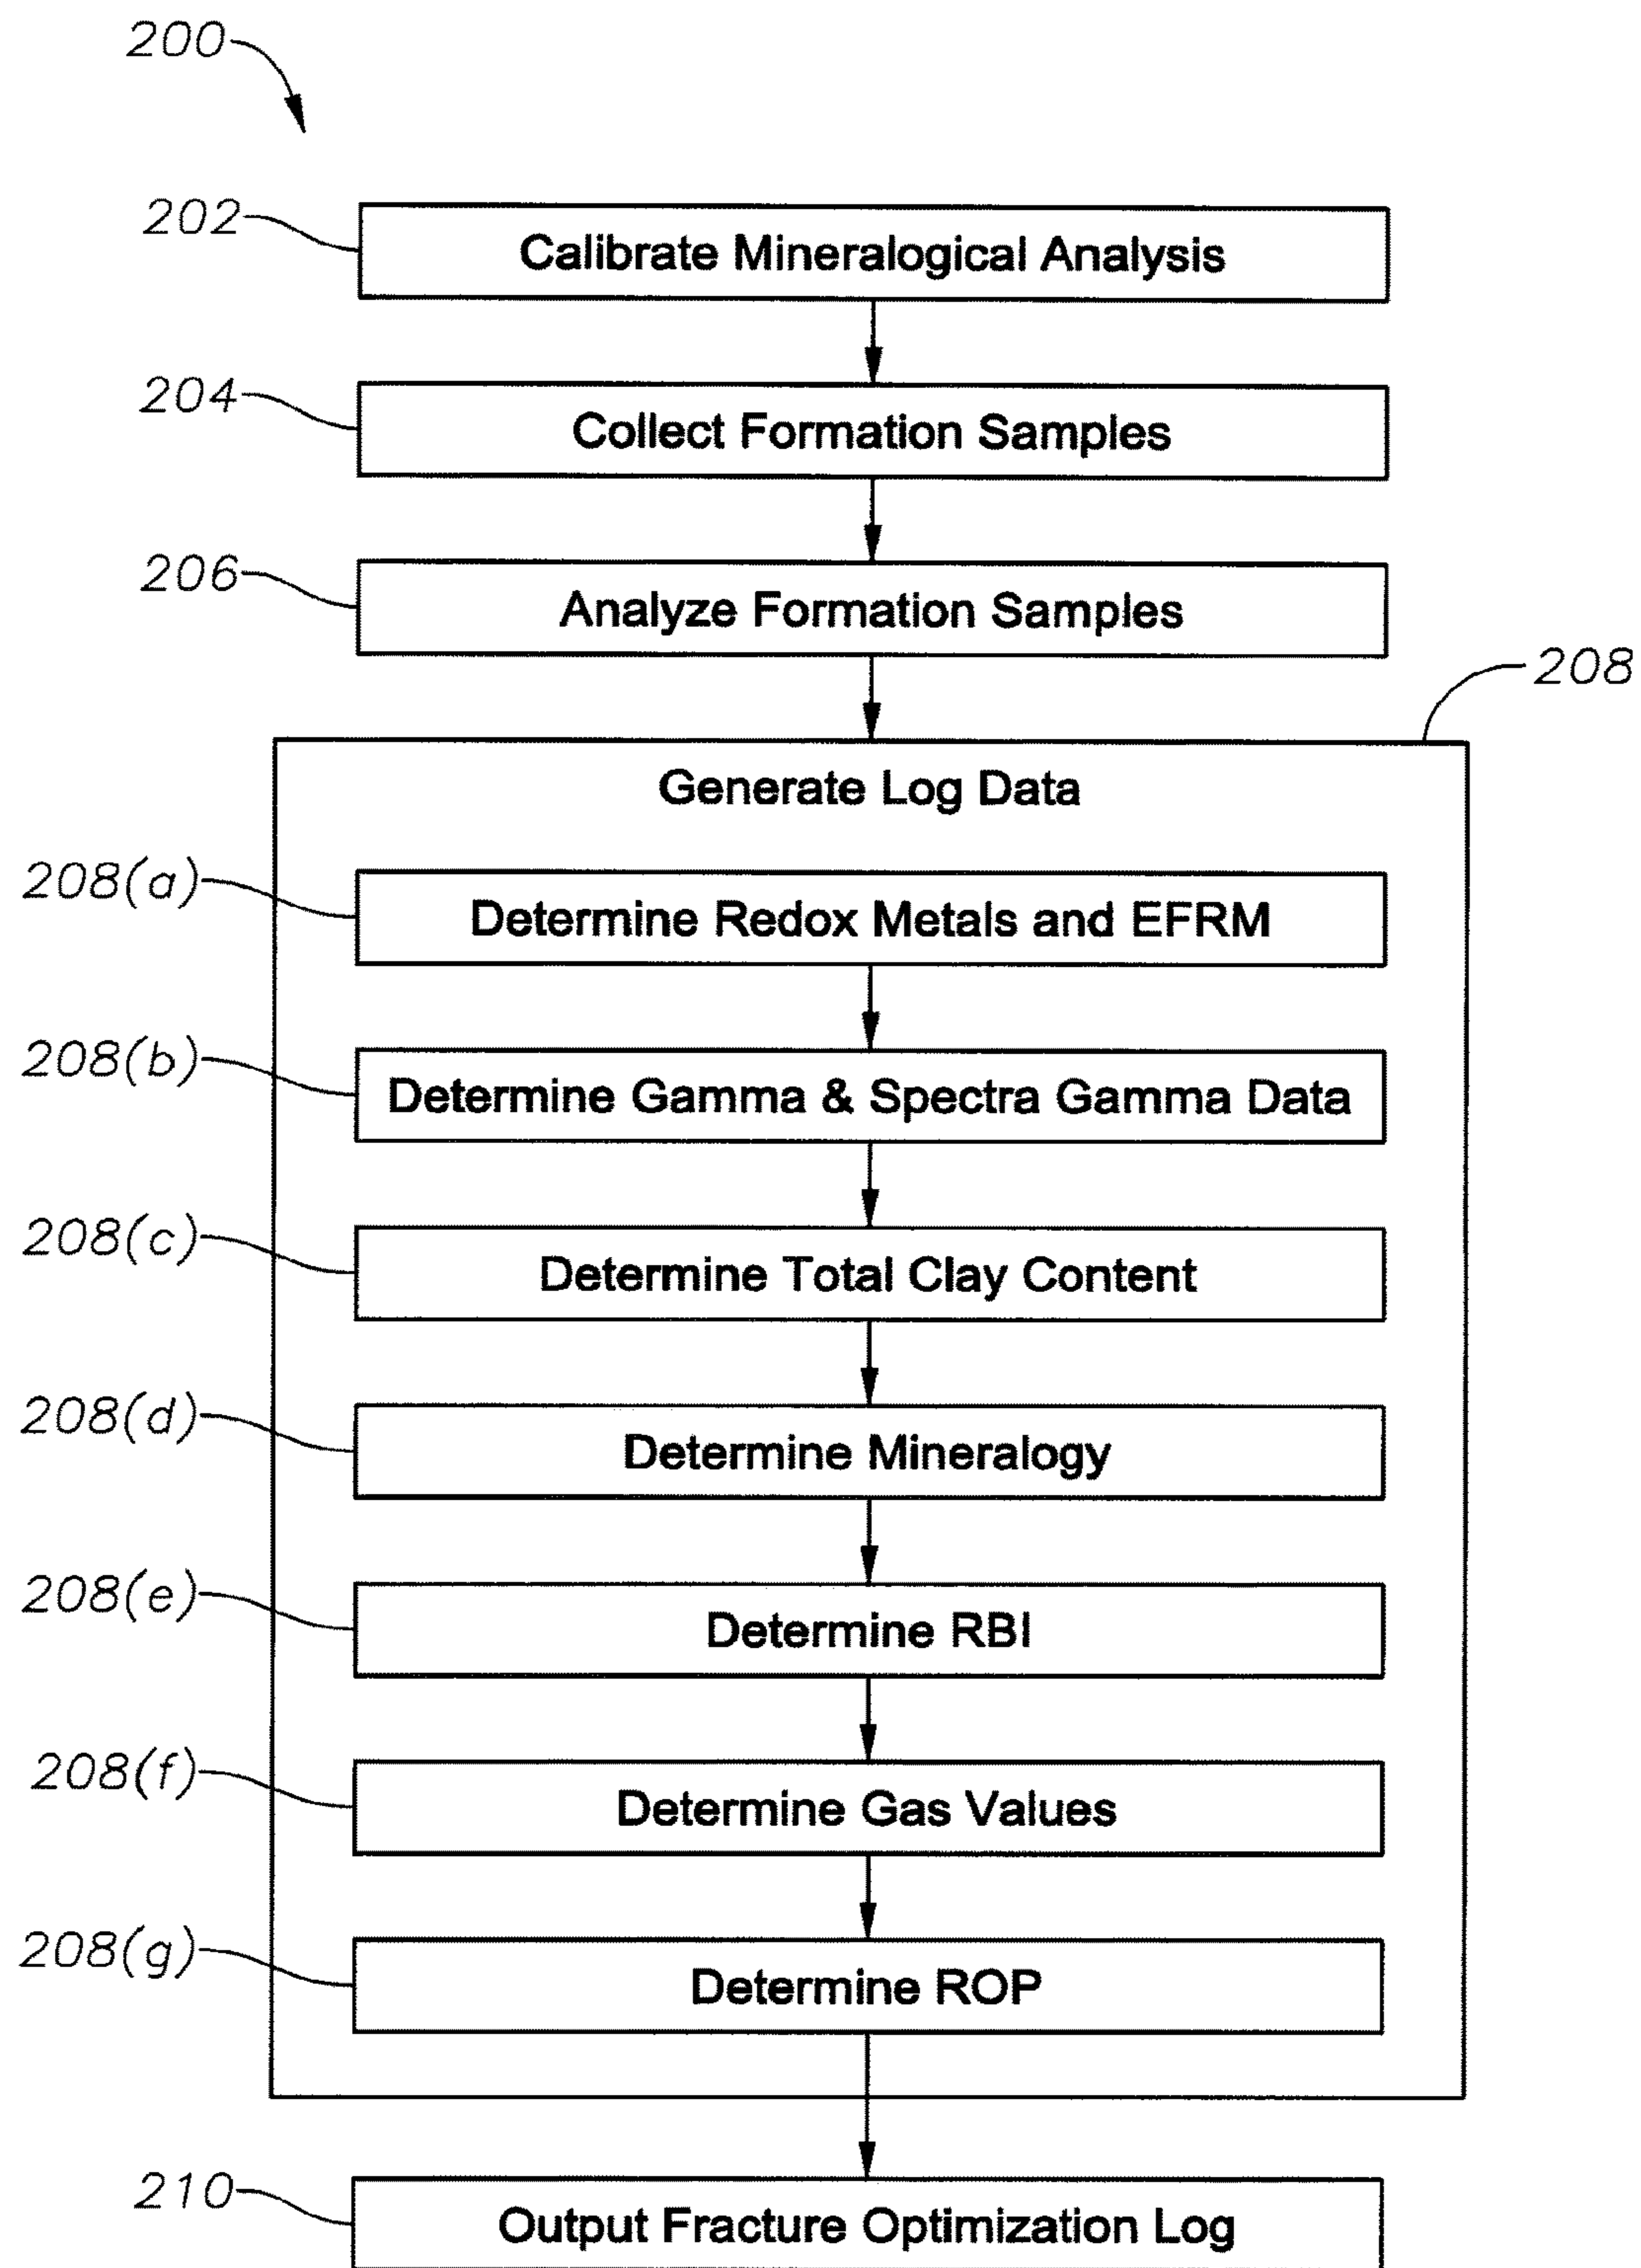 200
202
Calibrate Mineralogical Analysis
204
Collect Formation Samples
206
Analyze Formation Samples
208
Generate Log Data
208(a)
Determine Redox Metals and EFRM
208(b)
Determine Gamma & Spectra Gamma Data
208(c)
Determine Total Clay Content
208(d)
Determine Mineralogy
208(e)
Determine RBI
208(f)
Determine Gas Values
208(g)
Determine ROP
210
Output Fracture Optimization Log